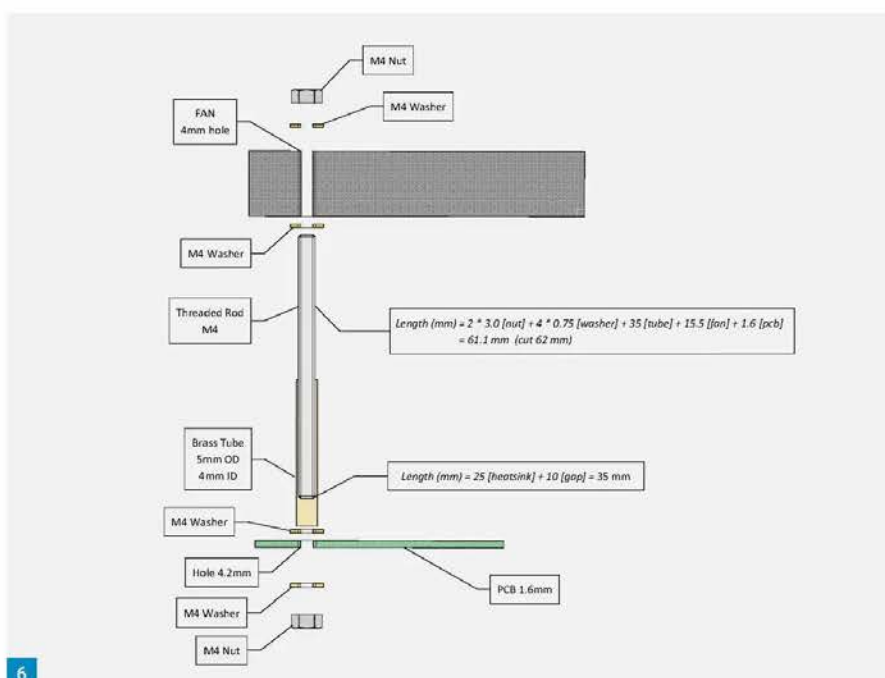 M4 Nut
M4 Washer
FAN
4mm hole
M4 Washer
Threaded Rod
M4
Length (mm) = 2 * 3.0 [nut] + 4 * 0.75 [washer] + 35 [tube] + 15.5 [fan] + 1.6 [pcb]
= 61.1 mm (cut 62 mm)
Brass Tube
5mm OD
4mm ID
Length (mm) = 25 [heatsink] + 10 [gap] = 35 mm
M4 Washer
Hole 4.2mm
PCB 1.6mm
M4 Washer
M4 Nut
6